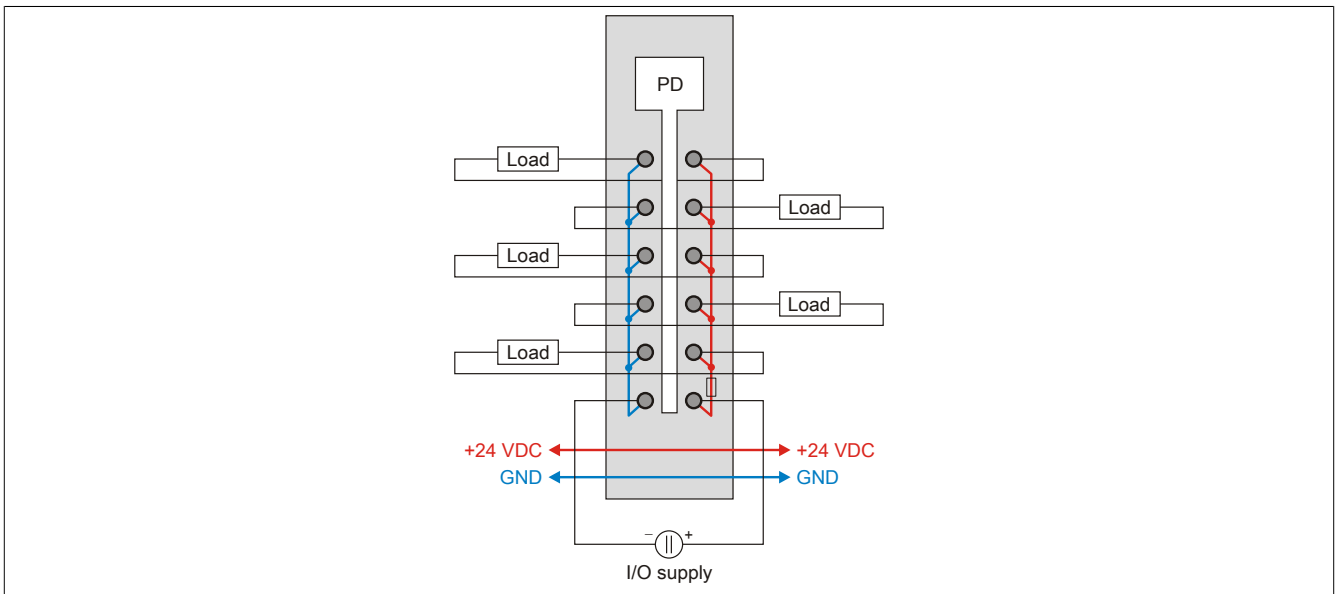 PD
Load
Load
Load
Load
Load
+24 VDC +24 VDC
GND GND
− +
I/O supply